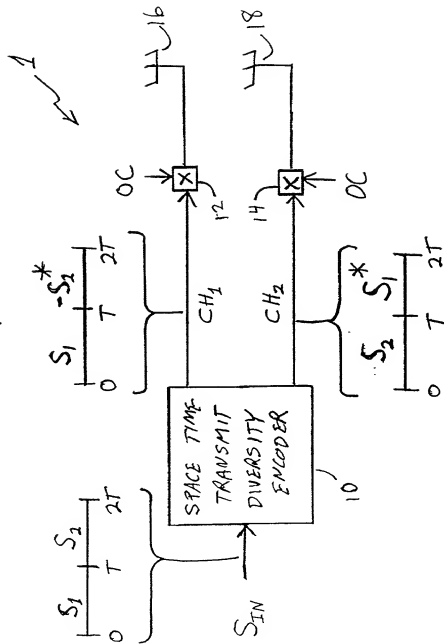 1
S1 -S2*
0 T 2T
S1 S2
0 T 2T
SIN
SPACE TIME
TRANSMIT
DIVERSITY
ENCODER
10
CH1
CH2
OC
X
12
16
14
X
OC
18
S2 S1*
0 T 2T